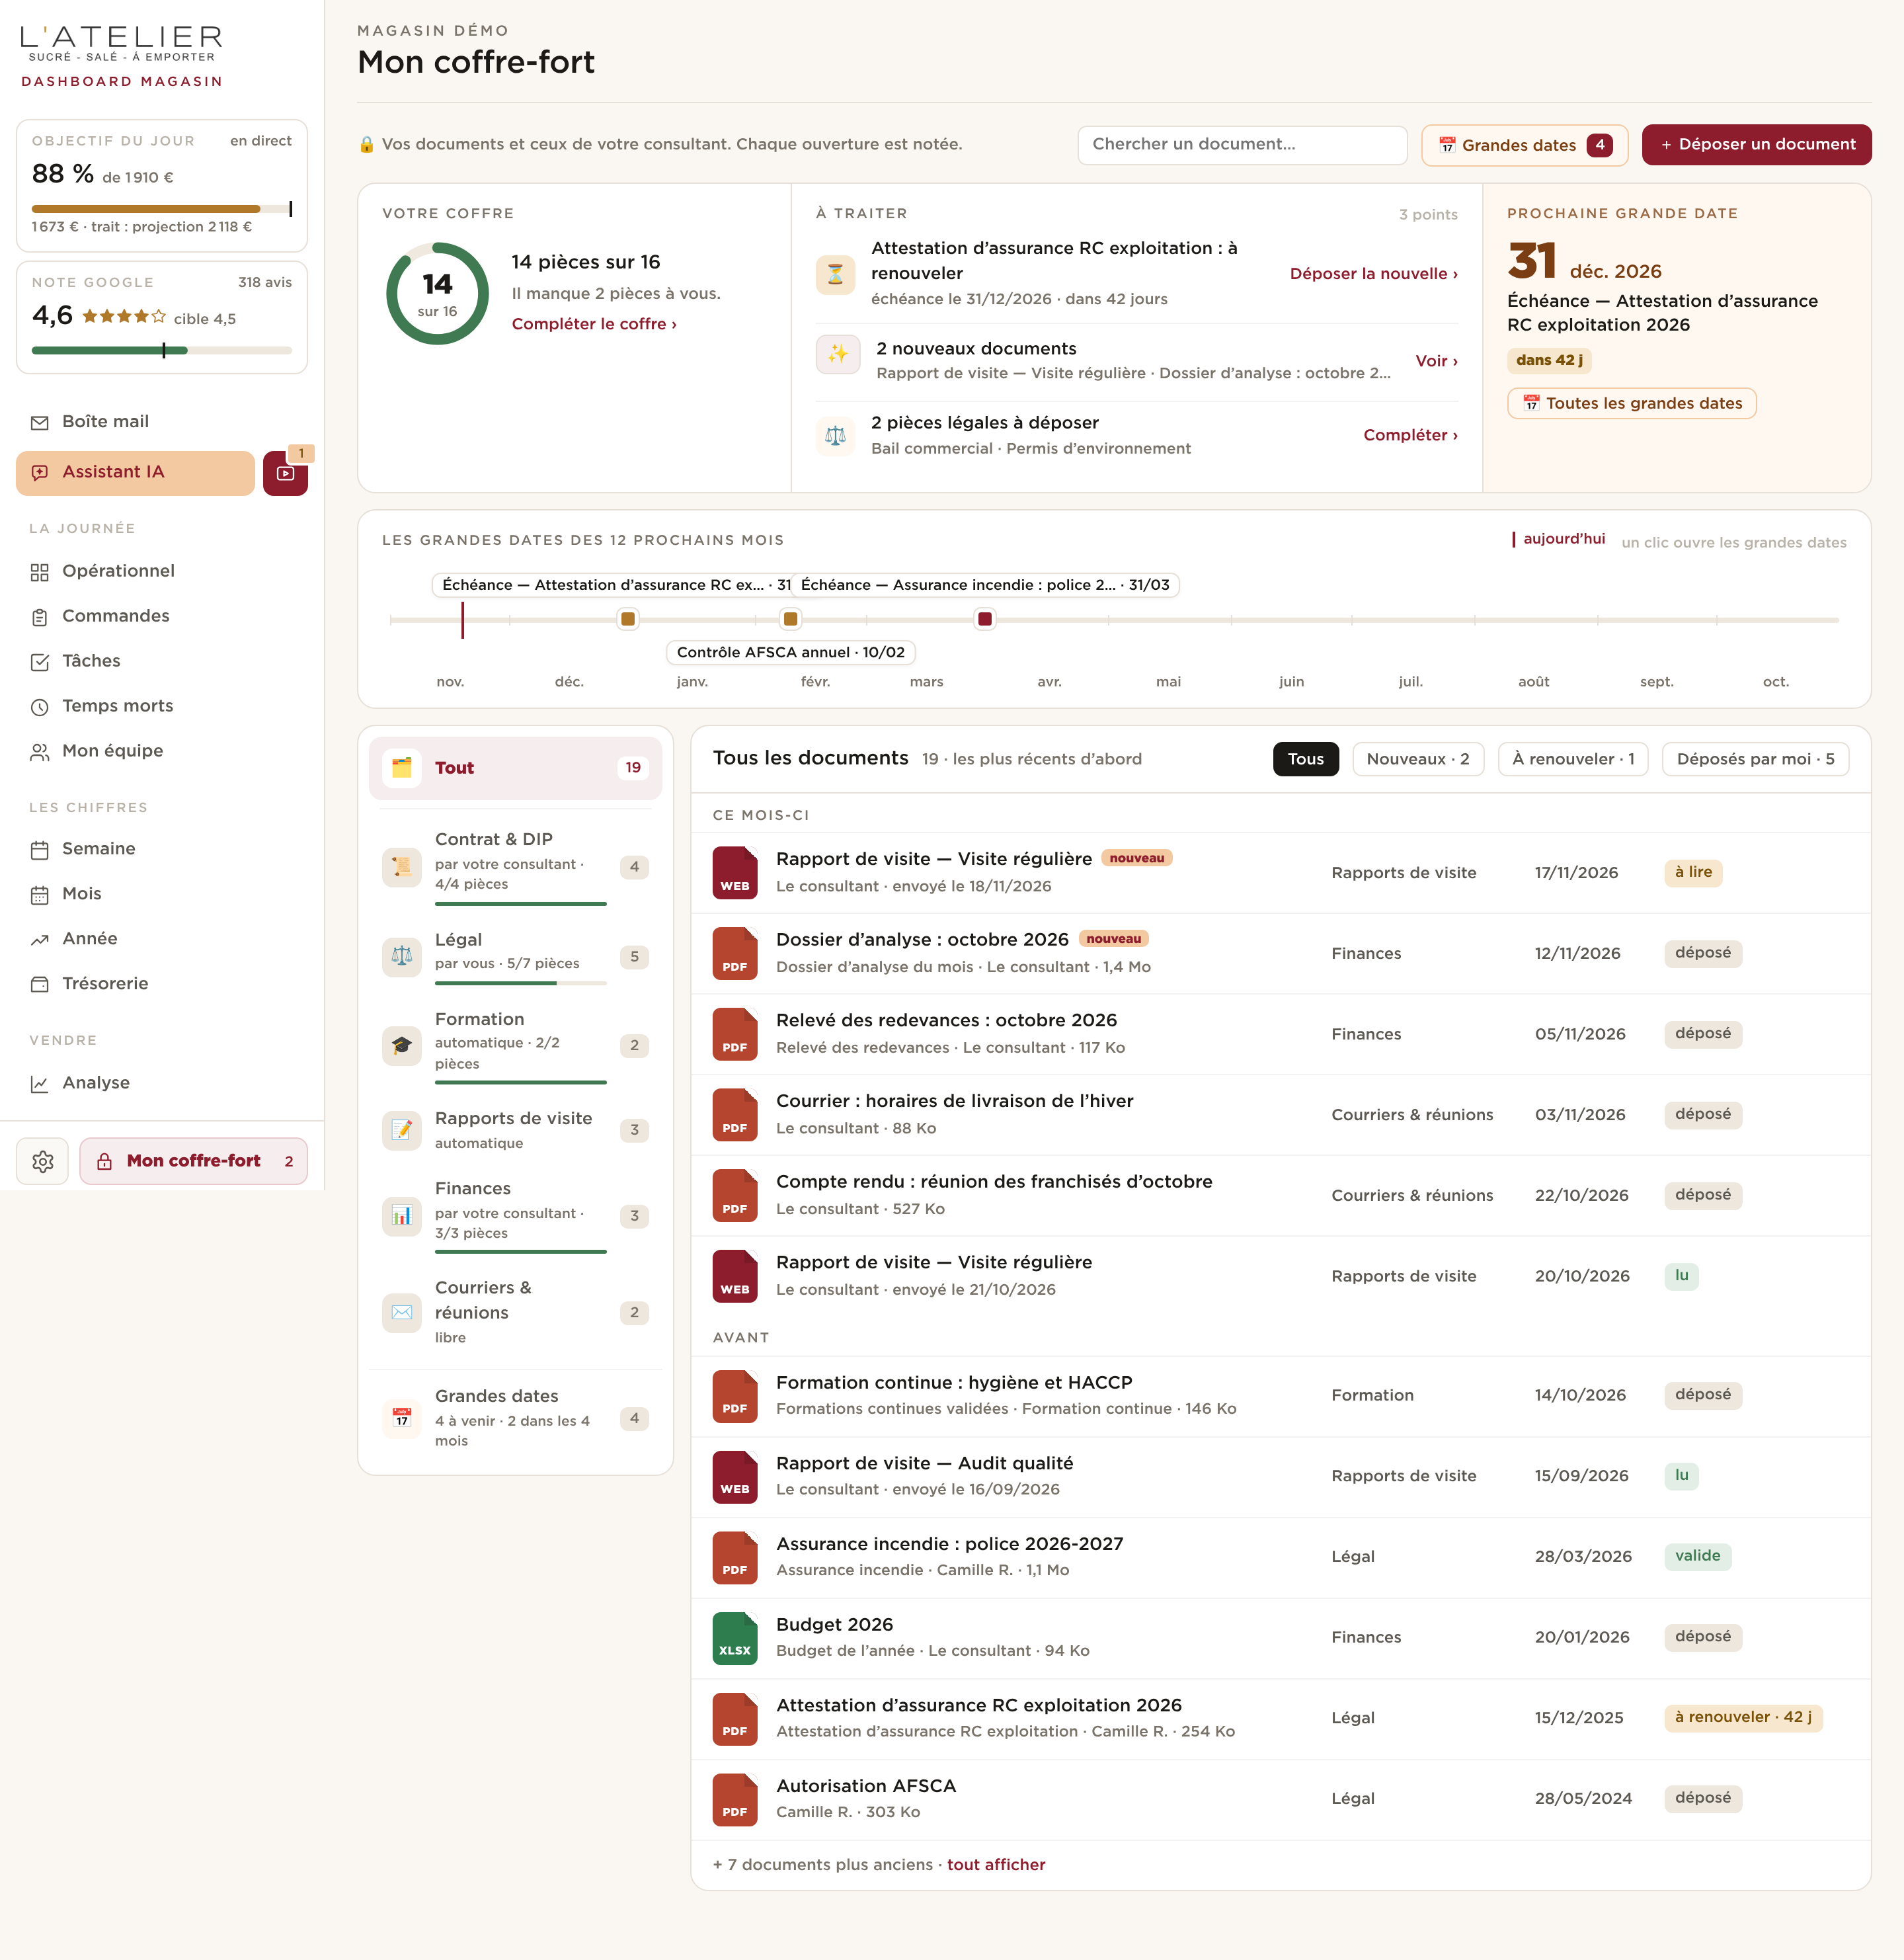 L'ATELIER
SUCRÉ - SALÉ - Á EMPORTER
DASHBOARD MAGASIN
OBJECTIF DU JOUR en direct
88 % de 1 910 €
1 673 € · trait : projection 2 118 €
NOTE GOOGLE 318 avis
4,6 cible 4,5
Boîte mail
Assistant IA 1
LA JOURNÉE
Opérationnel
Commandes
Tâches
Temps morts
Mon équipe
LES CHIFFRES
Semaine
Mois
Année
Trésorerie
VENDRE
Analyse
Mon coffre-fort 2
MAGASIN DÉMO
Mon coffre-fort
Vos documents et ceux de votre consultant. Chaque ouverture est notée.
Chercher un document...
Grandes dates 4
+ Déposer un document
VOTRE COFFRE
14
sur 16
14 pièces sur 16
Il manque 2 pièces à vous.
Compléter le coffre ›
À TRAITER 3 points
Attestation d’assurance RC exploitation : à
renouveler
échéance le 31/12/2026 · dans 42 jours
Déposer la nouvelle ›
2 nouveaux documents
Rapport de visite — Visite régulière · Dossier d’analyse : octobre 2...
Voir ›
2 pièces légales à déposer
Bail commercial · Permis d’environnement
Compléter ›
PROCHAINE GRANDE DATE
31 déc. 2026
Échéance — Attestation d’assurance
RC exploitation 2026
dans 42 j
Toutes les grandes dates
LES GRANDES DATES DES 12 PROCHAINS MOIS
aujourd’hui un clic ouvre les grandes dates
Échéance — Attestation d’assurance RC ex... · 31
Échéance — Assurance incendie : police 2... · 31/03
Contrôle AFSCA annuel · 10/02
nov. déc. janv. févr. mars avr. mai juin juil. août sept. oct.
Tout 19
Contrat & DIP
par votre consultant ·
4/4 pièces
4
Légal
par vous · 5/7 pièces
5
Formation
automatique · 2/2
pièces
2
Rapports de visite
automatique
3
Finances
par votre consultant ·
3/3 pièces
3
Courriers &
réunions
libre
2
Grandes dates
4 à venir · 2 dans les 4
mois
4
Tous les documents 19 · les plus récents d’abord
Tous Nouveaux · 2 À renouveler · 1 Déposés par moi · 5
CE MOIS-CI
WEB Rapport de visite — Visite régulière nouveau
Le consultant · envoyé le 18/11/2026
Rapports de visite 17/11/2026 à lire
PDF Dossier d’analyse : octobre 2026 nouveau
Dossier d’analyse du mois · Le consultant · 1,4 Mo
Finances 12/11/2026 déposé
PDF Relevé des redevances : octobre 2026
Relevé des redevances · Le consultant · 117 Ko
Finances 05/11/2026 déposé
PDF Courrier : horaires de livraison de l’hiver
Le consultant · 88 Ko
Courriers & réunions 03/11/2026 déposé
PDF Compte rendu : réunion des franchisés d’octobre
Le consultant · 527 Ko
Courriers & réunions 22/10/2026 déposé
WEB Rapport de visite — Visite régulière
Le consultant · envoyé le 21/10/2026
Rapports de visite 20/10/2026 lu
AVANT
PDF Formation continue : hygiène et HACCP
Formations continues validées · Formation continue · 146 Ko
Formation 14/10/2026 déposé
WEB Rapport de visite — Audit qualité
Le consultant · envoyé le 16/09/2026
Rapports de visite 15/09/2026 lu
PDF Assurance incendie : police 2026-2027
Assurance incendie · Camille R. · 1,1 Mo
Légal 28/03/2026 valide
XLSX Budget 2026
Budget de l’année · Le consultant · 94 Ko
Finances 20/01/2026 déposé
PDF Attestation d’assurance RC exploitation 2026
Attestation d’assurance RC exploitation · Camille R. · 254 Ko
Légal 15/12/2025 à renouveler · 42 j
PDF Autorisation AFSCA
Camille R. · 303 Ko
Légal 28/05/2024 déposé
+ 7 documents plus anciens · tout afficher